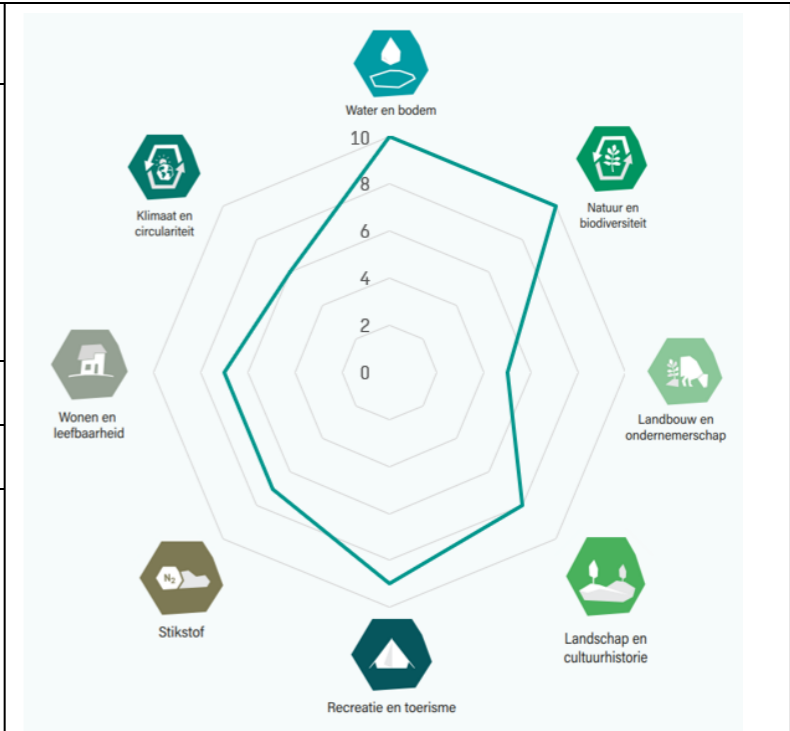 Water en bodem
10
8
6
4
2
0
Natuur en
biodiversiteit
Landbouw en
ondernemerschap
Landschap en
cultuurhistorie
Recreatie en toerisme
N₂
Stikstof
Wonen en
leefbaarheid
Klimaat en
circulariteit